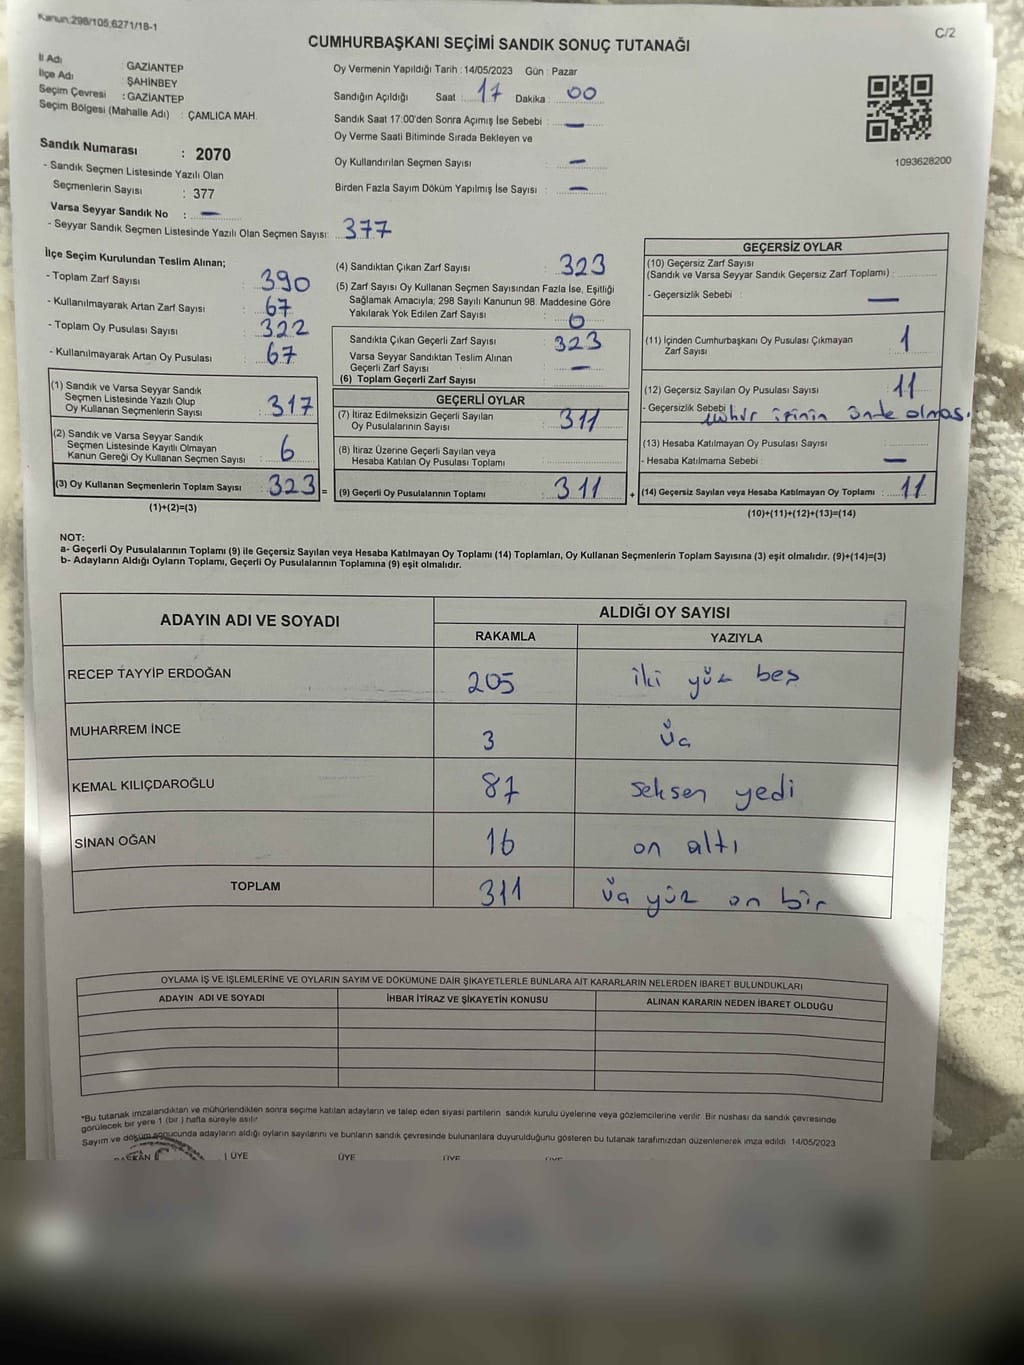 Kanun:298/105;6271/18-1
C/2
CUMHURBAŞKANI SEÇİMİ SANDIK SONUÇ TUTANAĞI
İl Adı : GAZİANTEP
İlçe Adı : ŞAHİNBEY
Seçim Çevresi : GAZİANTEP
Seçim Bölgesi (Mahalle Adı) : ÇAMLICA MAH.
Oy Vermenin Yapıldığı Tarih : 14/05/2023 Gün : Pazar
Sandığın Açıldığı Saat : 17 Dakika : 00
Sandık Saat 17:00'den Sonra Açımış İse Sebebi : —
Oy Verme Saati Bitiminde Sırada Bekleyen ve
Oy Kullandırılan Seçmen Sayısı : —
Birden Fazla Sayım Döküm Yapılmış İse Sayısı : —
1093628200
Sandık Numarası : 2070
- Sandık Seçmen Listesinde Yazılı Olan
Seçmenlerin Sayısı : 377
Varsa Seyyar Sandık No : —
- Seyyar Sandık Seçmen Listesinde Yazılı Olan Seçmen Sayısı: 377
İlçe Seçim Kurulundan Teslim Alınan;
- Toplam Zarf Sayısı : 390
- Kullanılmayarak Artan Zarf Sayısı : 67
- Toplam Oy Pusulası Sayısı : 322
- Kullanılmayarak Artan Oy Pusulası : 67
(1) Sandık ve Varsa Seyyar Sandık
Seçmen Listesinde Yazılı Olup
Oy Kullanan Seçmenlerin Sayısı : 317
(2) Sandık ve Varsa Seyyar Sandık
Seçmen Listesinde Kayıtlı Olmayan
Kanun Gereği Oy Kullanan Seçmen Sayısı : 6
(3) Oy Kullanan Seçmenlerin Toplam Sayısı : 323 =
(1)+(2)=(3)
(4) Sandıktan Çıkan Zarf Sayısı : 323
(5) Zarf Sayısı Oy Kullanan Seçmen Sayısından Fazla İse, Eşitliği
Sağlamak Amacıyla; 298 Sayılı Kanunun 98. Maddesine Göre
Yakılarak Yok Edilen Zarf Sayısı : 0
Sandıkta Çıkan Geçerli Zarf Sayısı : 323
Varsa Seyyar Sandıktan Teslim Alınan
Geçerli Zarf Sayısı : —
(6) Toplam Geçerli Zarf Sayısı :
GEÇERLİ OYLAR
(7) İtiraz Edilmeksizin Geçerli Sayılan
Oy Pusulalarının Sayısı : 311
(8) İtiraz Üzerine Geçerli Sayılan veya
Hesaba Katılan Oy Pusulası Toplamı :
(9) Geçerli Oy Pusulalarının Toplamı : 311 +
GEÇERSİZ OYLAR
(10) Geçersiz Zarf Sayısı
(Sandık ve Varsa Seyyar Sandık Geçersiz Zarf Toplamı) :
- Geçersizlik Sebebi : —
(11) İçinden Cumhurbaşkanı Oy Pusulası Çıkmayan
Zarf Sayısı : 1
(12) Geçersiz Sayılan Oy Pusulası Sayısı : 11
- Geçersizlik Sebebi : mühür olması.
(13) Hesaba Katılmayan Oy Pusulası Sayısı :
- Hesaba Katılmama Sebebi : —
(14) Geçersiz Sayılan veya Hesaba Katılmayan Oy Toplamı : 11
(10)+(11)+(12)+(13)=(14)
NOT:
a- Geçerli Oy Pusulalarının Toplamı (9) ile Geçersiz Sayılan veya Hesaba Katılmayan Oy Toplamı (14) Toplamları, Oy Kullanan Seçmenlerin Toplam Sayısına (3) eşit olmalıdır. (9)+(14)=(3)
b- Adayların Aldığı Oyların Toplamı, Geçerli Oy Pusulalarının Toplamına (9) eşit olmalıdır.
ADAYIN ADI VE SOYADI ALDIĞI OY SAYISI
RAKAMLA YAZIYLA
RECEP TAYYİP ERDOĞAN 205 iki yüz beş
MUHARREM İNCE 3 üç
KEMAL KILIÇDAROĞLU 87 seksen yedi
SİNAN OĞAN 16 on altı
TOPLAM 311 üç yüz on bir
OYLAMA İŞ VE İŞLEMLERİNE VE OYLARIN SAYIM VE DÖKÜMÜNE DAİR ŞİKAYETLERLE BUNLARA AİT KARARLARIN NELERDEN İBARET BULUNDUKLARI
ADAYIN ADI VE SOYADI İHBAR İTİRAZ VE ŞİKAYETİN KONUSU ALINAN KARARIN NEDEN İBARET OLDUĞU
*Bu tutanak imzalandıktan ve mühürlendikten sonra seçime katılan adayların ve talep eden siyasi partilerin sandık kurulu üyelerine veya gözlemcilerine verilir. Bir nüshası da sandık çevresinde
görülecek bir yere 1 (bir ) hafta süreyle asılır.
Sayım ve döküm sonucunda adayların aldığı oyların sayılarını ve bunların sandık çevresinde bulunanlara duyurulduğunu gösteren bu tutanak tarafımızdan düzenlenerek imza edildi. 14/05/2023
BAŞKAN ÜYE ÜYE ÜYE